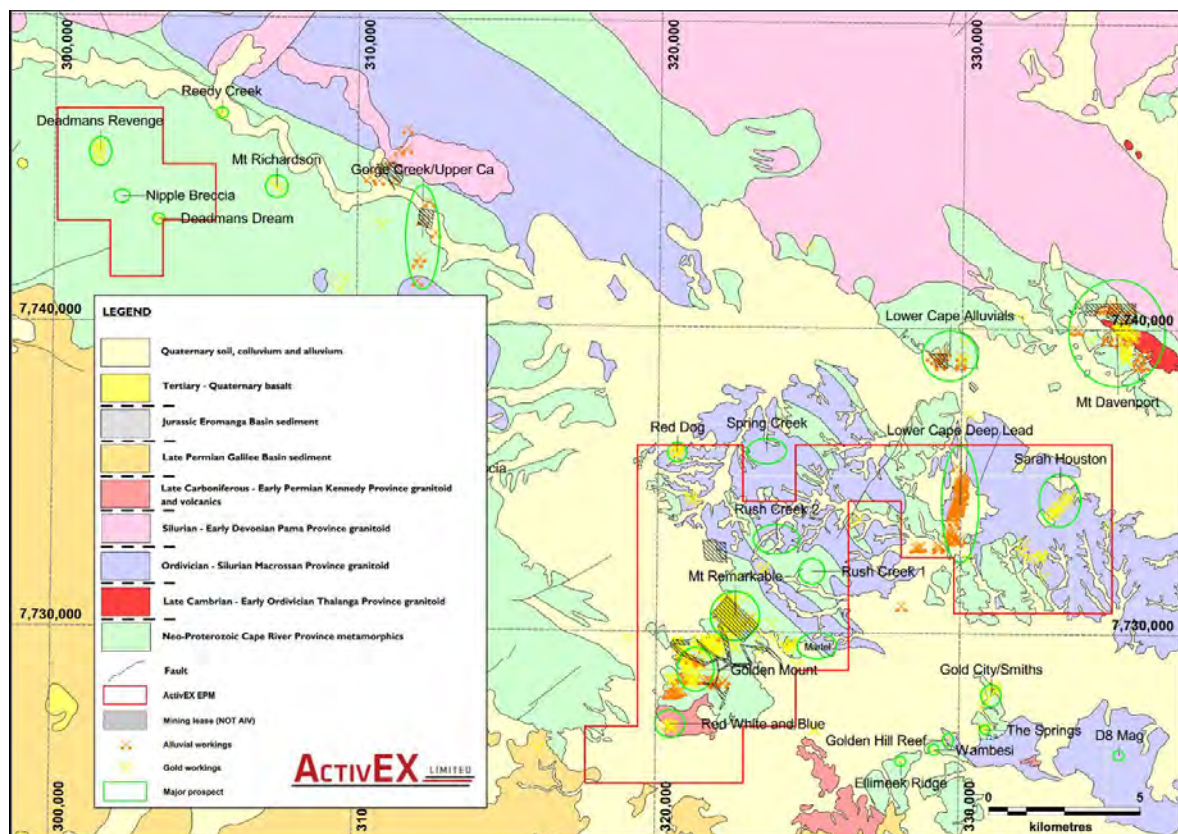 300,000
310,000
320,000
330,000
Reedy Creek
Deadmans Revenge
Mt Richardson
Gorge Creek/Upper Ca
Nipple Breccia
Deadmans Dream
7,740,000
7,740,000
Lower Cape Alluvials
Mt Davenport
LEGEND
Quaternary soil, colluvium and alluvium
Tertiary - Quaternary basalt
Jurassic Eromanga Basin sediment
Late Permian Galilee Basin sediment
Late Carboniferous - Early Permian Kennedy Province granitoid
and volcanics
Silurian - Early Devonian Pama Province granitoid
Ordivician - Silurian Macrossan Province granitoid
Late Cambrian - Early Ordivician Thalanga Province granitoid
Neo-Proterozoic Cape River Province metamorphics
Fault
ActivEX EPM
Mining lease (NOT AIV)
Alluvial workings
Gold workings
Major prospect
ACTIVEX LIMITED
Red Dog
Spring Creek
Lower Cape Deep Lead
Sarah Houston
cia
Rush Creek 2
Mt Remarkable
Rush Creek 1
7,730,000
7,730,000
Golden Mount
Gold City/Smiths
Red White and Blue
The Springs
D8 Mag
Golden Hill Reef
Wambesi
Ellimeek Ridge
300,000
310,000
320,000
330,000
0
5
kilometres